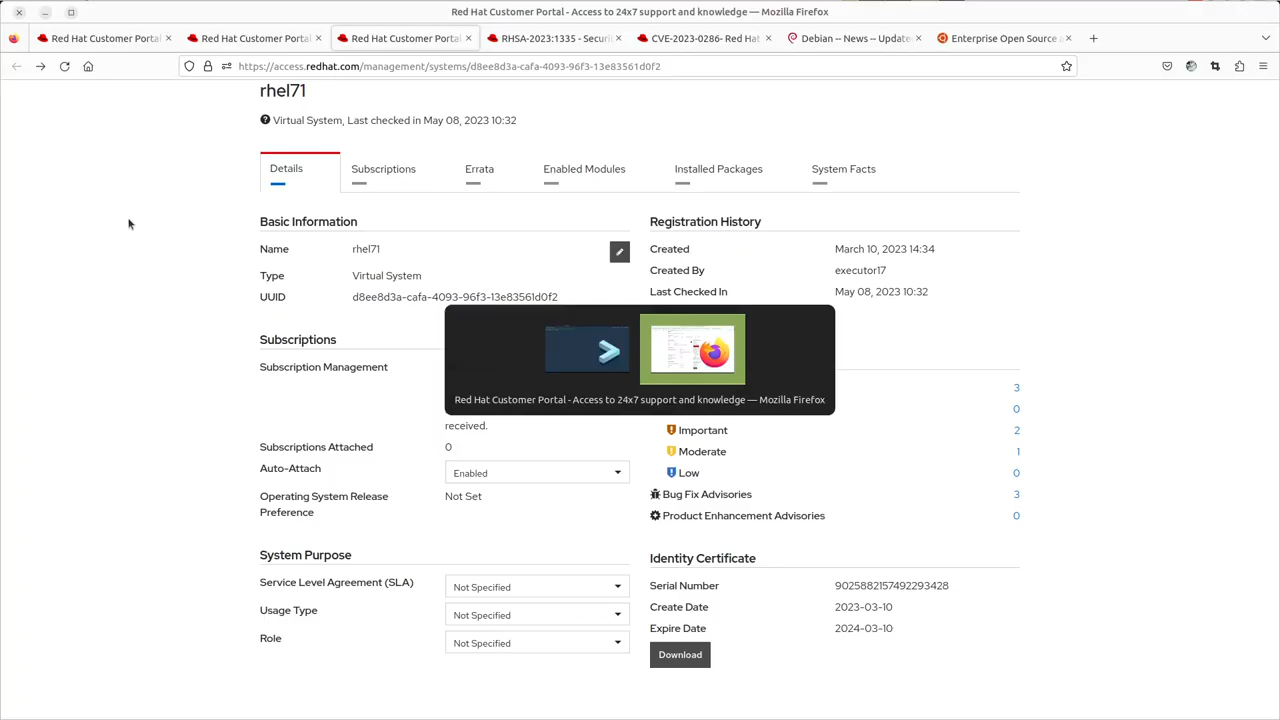 Red Hat Customer Portal - Access to 24x7 support and knowledge — Mozilla Firefox
Red Hat Customer Portal
Red Hat Customer Portal
Red Hat Customer Portal
RHSA-2023:1335 - Securi
CVE-2023-0286- Red Hat
Debian -- News -- Update
Enterprise Open Source a
https://access.redhat.com/management/systems/d8ee8d3a-cafa-4093-96f3-13e83561d0f2
rhel71
Virtual System, Last checked in May 08, 2023 10:32
Details
Subscriptions
Errata
Enabled Modules
Installed Packages
System Facts
Basic Information
Name rhel71
Type Virtual System
UUID d8ee8d3a-cafa-4093-96f3-13e83561d0f2
Subscriptions
Subscription Management
received.
Subscriptions Attached 0
Auto-Attach Enabled
Operating System Release Not Set
Preference
System Purpose
Service Level Agreement (SLA) Not Specified
Usage Type Not Specified
Role Not Specified
Registration History
Created March 10, 2023 14:34
Created By executor17
Last Checked In May 08, 2023 10:32
Red Hat Customer Portal - Access to 24x7 support and knowledge — Mozilla Firefox
3
0
Important 2
Moderate 1
Low 0
Bug Fix Advisories 3
Product Enhancement Advisories 0
Identity Certificate
Serial Number 9025882157492293428
Create Date 2023-03-10
Expire Date 2024-03-10
Download